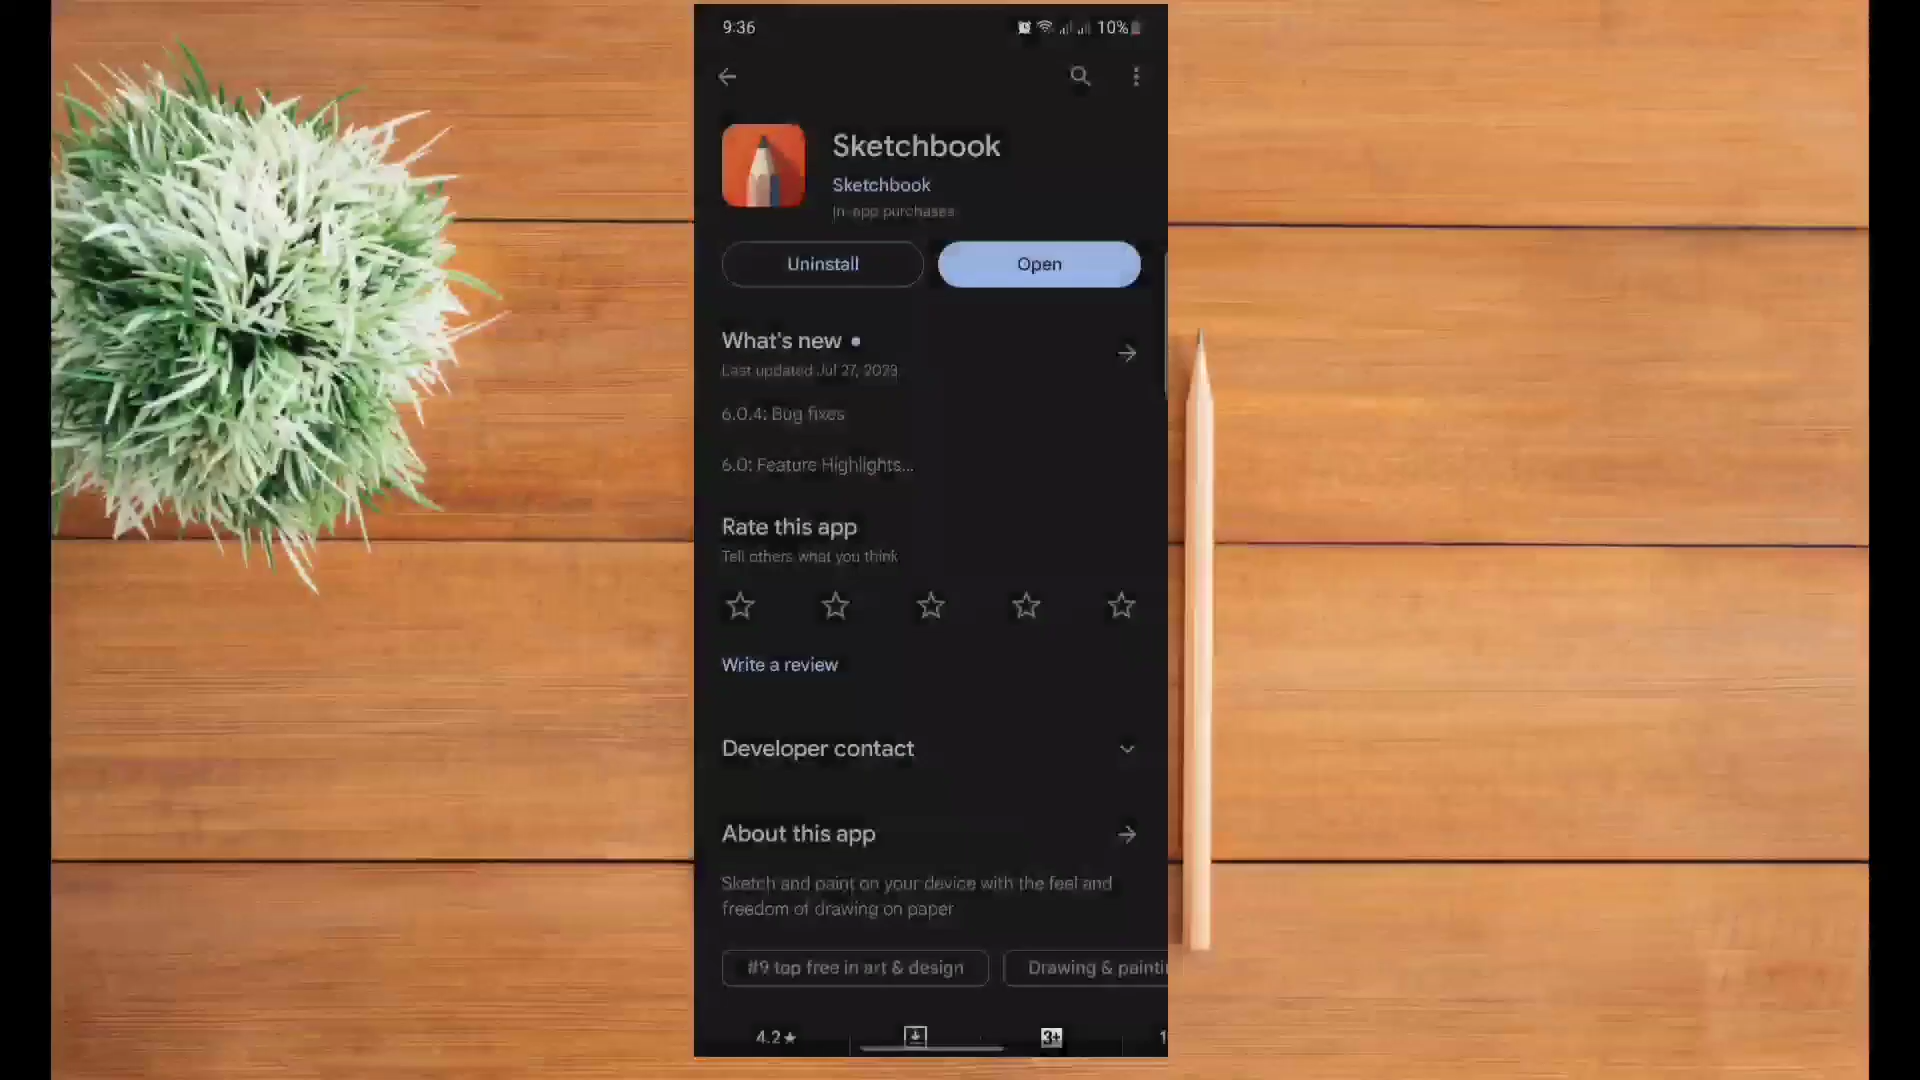 9:36
10%
Sketchbook
Sketchbook
In-app purchases
Uninstall
Open
What's new
Last updated Jul 27, 2023
6.0.4: Bug fixes
6.0: Feature Highlights...
Rate this app
Tell others what you think
Write a review
Developer contact
About this app
Sketch and paint on your device with the feel and
freedom of drawing on paper
#9 top free in art & design
Drawing & painti
4.2★
3+
1